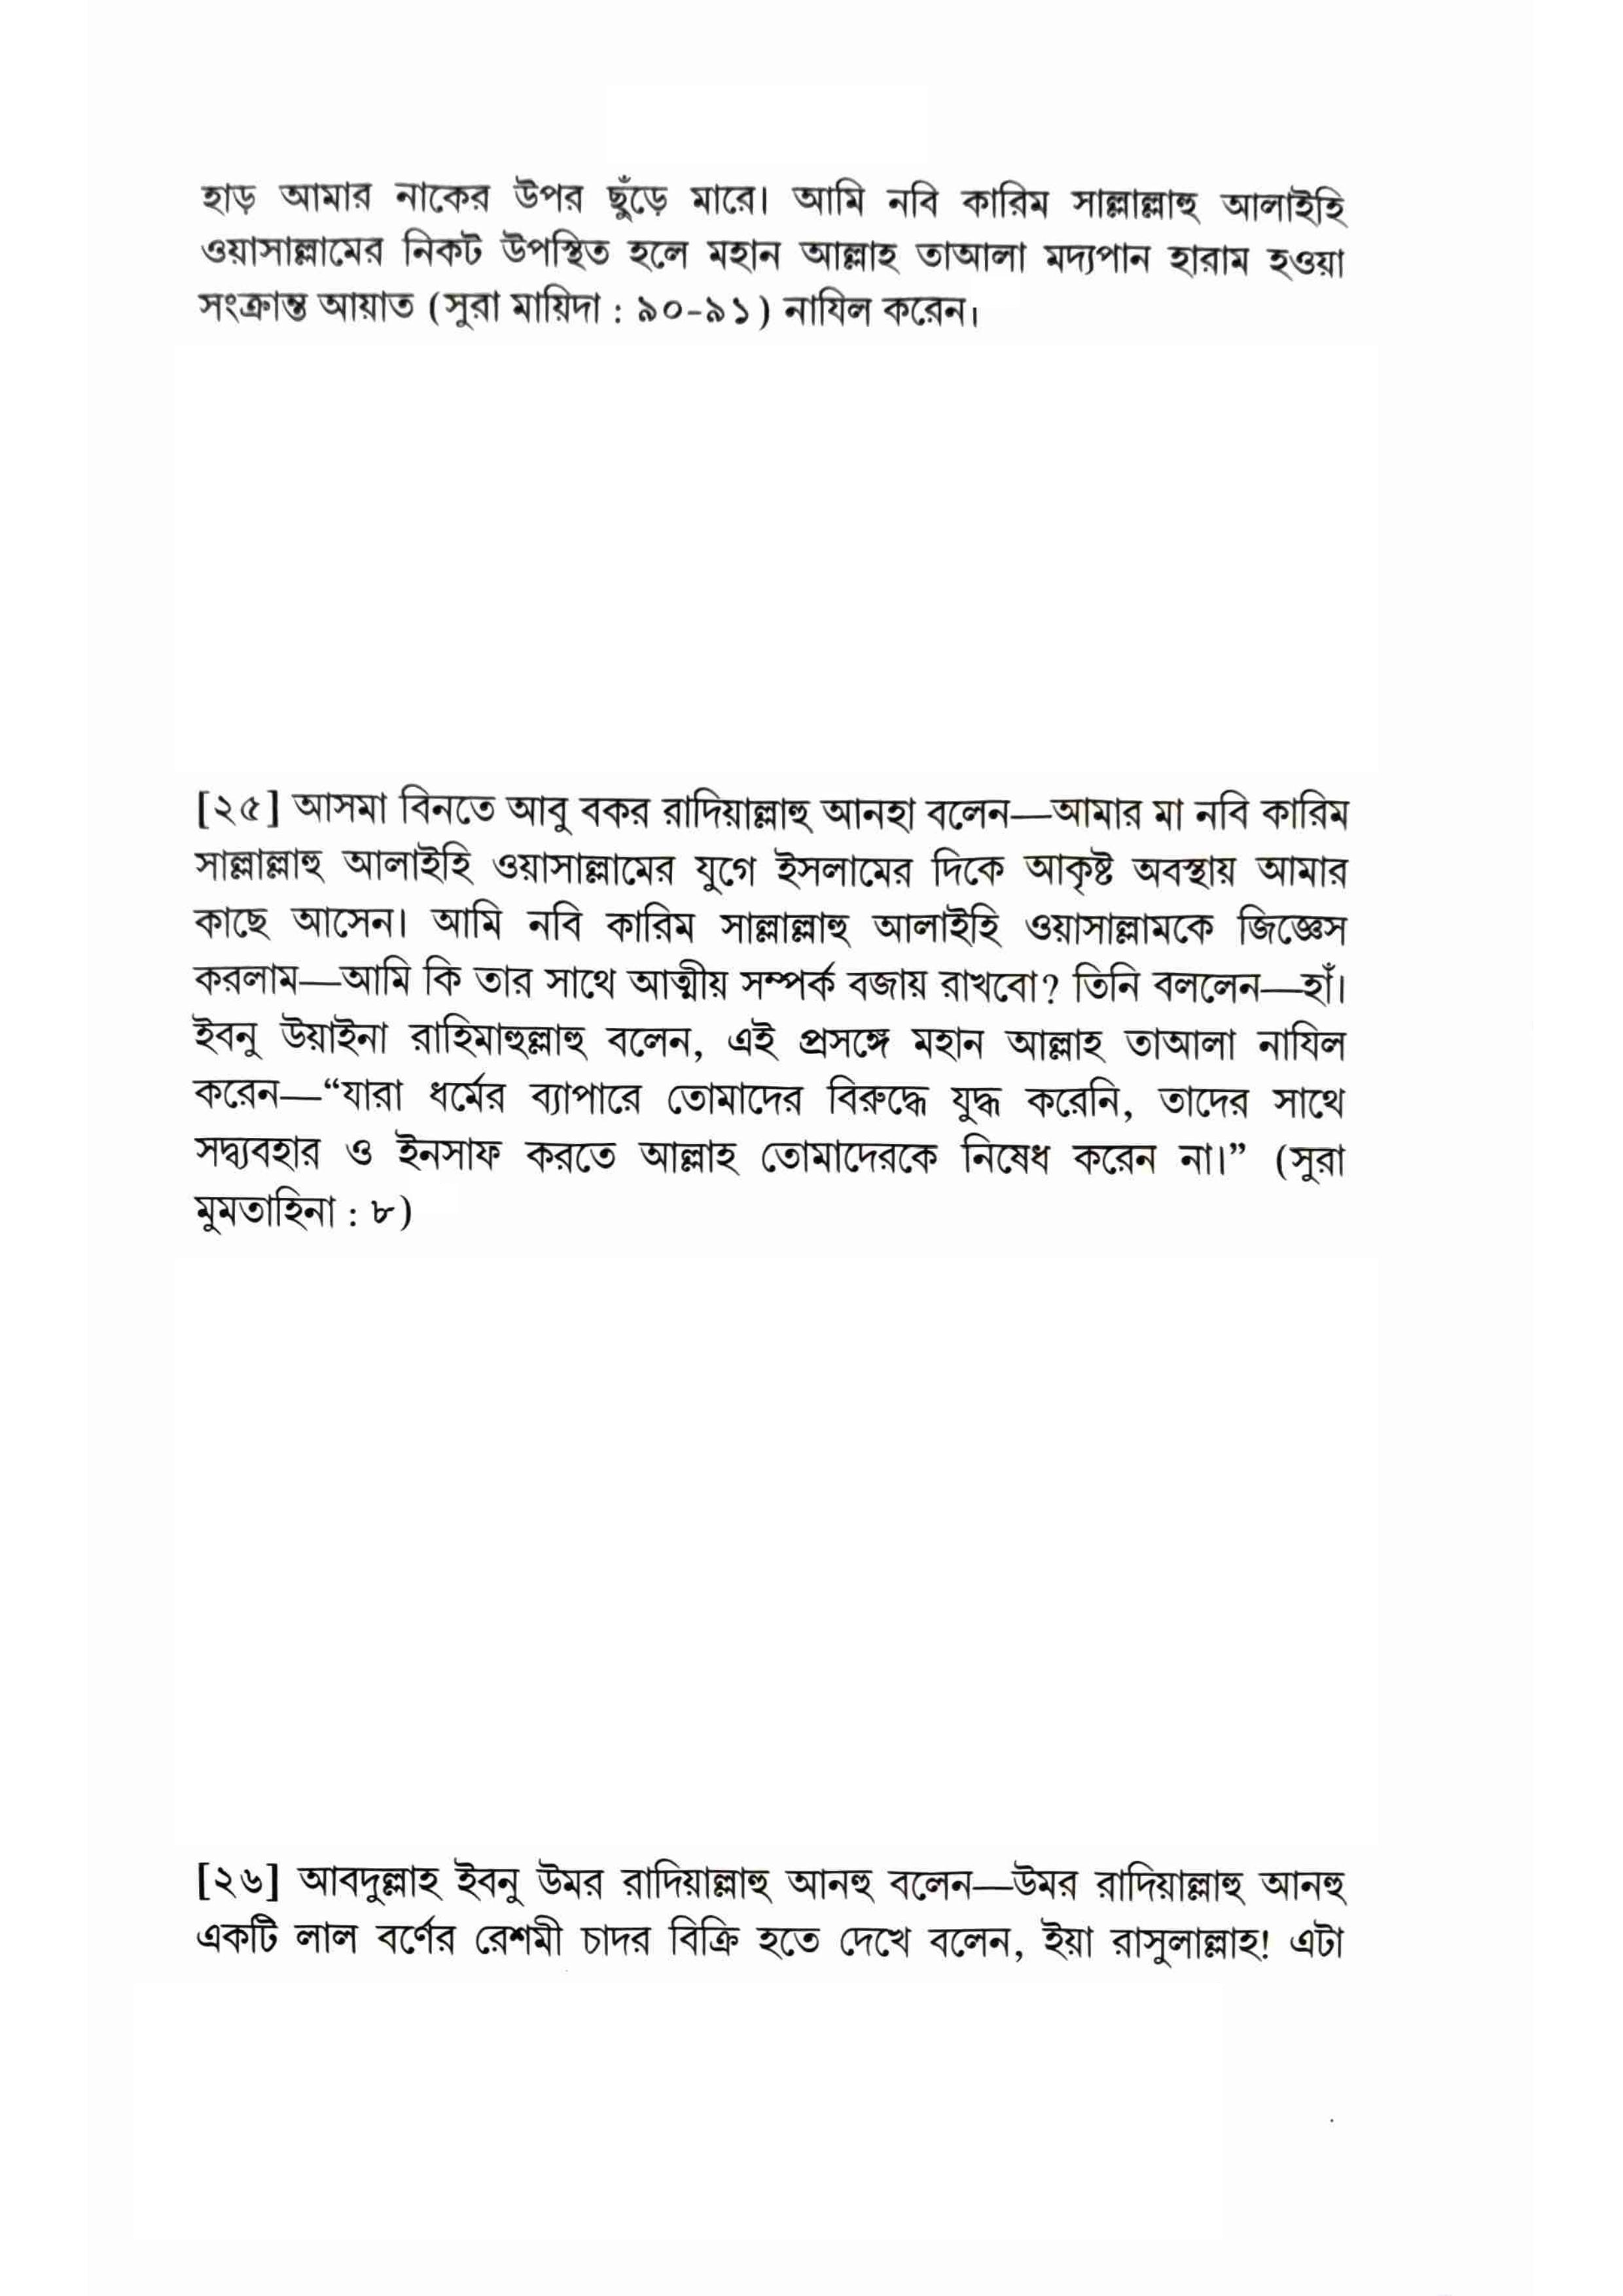 হাড় আমার নাকের উপর ছুঁড়ে মারে। আমি নবি কারিম সাল্লাল্লাহু আলাইহি
ওয়াসাল্লামের নিকট উপস্থিত হলে মহান আল্লাহ তাআলা মদ্যপান হারাম হওয়া
সংক্রান্ত আয়াত (সুরা মায়িদা : ৯০-৯১) নাযিল করেন।
[২৫] আসমা বিনতে আবু বকর রাদিয়াল্লাহু আনহা বলেন—আমার মা নবি কারিম
সাল্লাল্লাহু আলাইহি ওয়াসাল্লামের যুগে ইসলামের দিকে আকৃষ্ট অবস্থায় আমার
কাছে আসেন। আমি নবি কারিম সাল্লাল্লাহু আলাইহি ওয়াসাল্লামকে জিজ্ঞেস
করলাম—আমি কি তার সাথে আত্মীয় সম্পর্ক বজায় রাখবো? তিনি বললেন—হাঁ।
ইবনু উয়াইনা রাহিমাহুল্লাহু বলেন, এই প্রসঙ্গে মহান আল্লাহ তাআলা নাযিল
করেন—“যারা ধর্মের ব্যাপারে তোমাদের বিরুদ্ধে যুদ্ধ করেনি, তাদের সাথে
সদ্ব্যবহার ও ইনসাফ করতে আল্লাহ তোমাদেরকে নিষেধ করেন না।” (সুরা
মুমতাহিনা : ৮)
[২৬] আবদুল্লাহ ইবনু উমর রাদিয়াল্লাহু আনহু বলেন—উমর রাদিয়াল্লাহু আনহু
একটি লাল বর্ণের রেশমী চাদর বিক্রি হতে দেখে বলেন, ইয়া রাসুলাল্লাহ! এটা